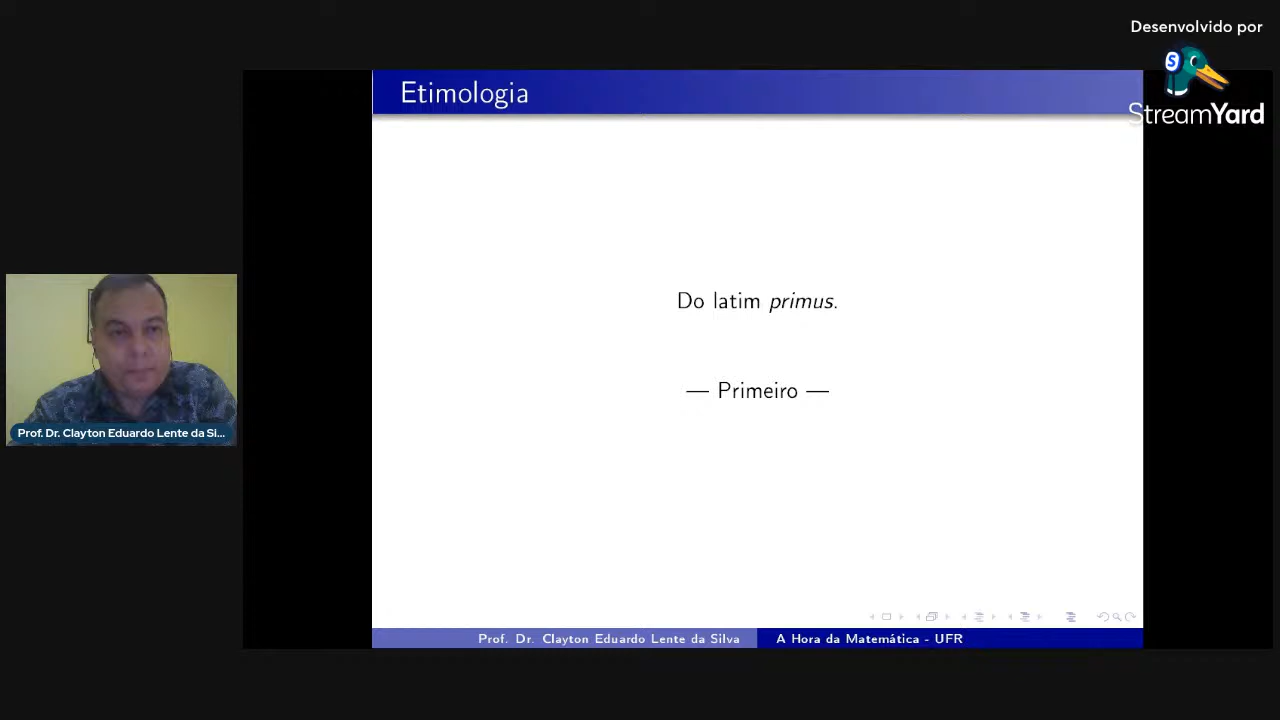 Desenvolvido por
StreamYard
Etimologia
Do latim primus.
— Primeiro —
Prof. Dr. Clayton Eduardo Lente da Si...
Prof. Dr. Clayton Eduardo Lente da Silva
A Hora da Matemática - UFR